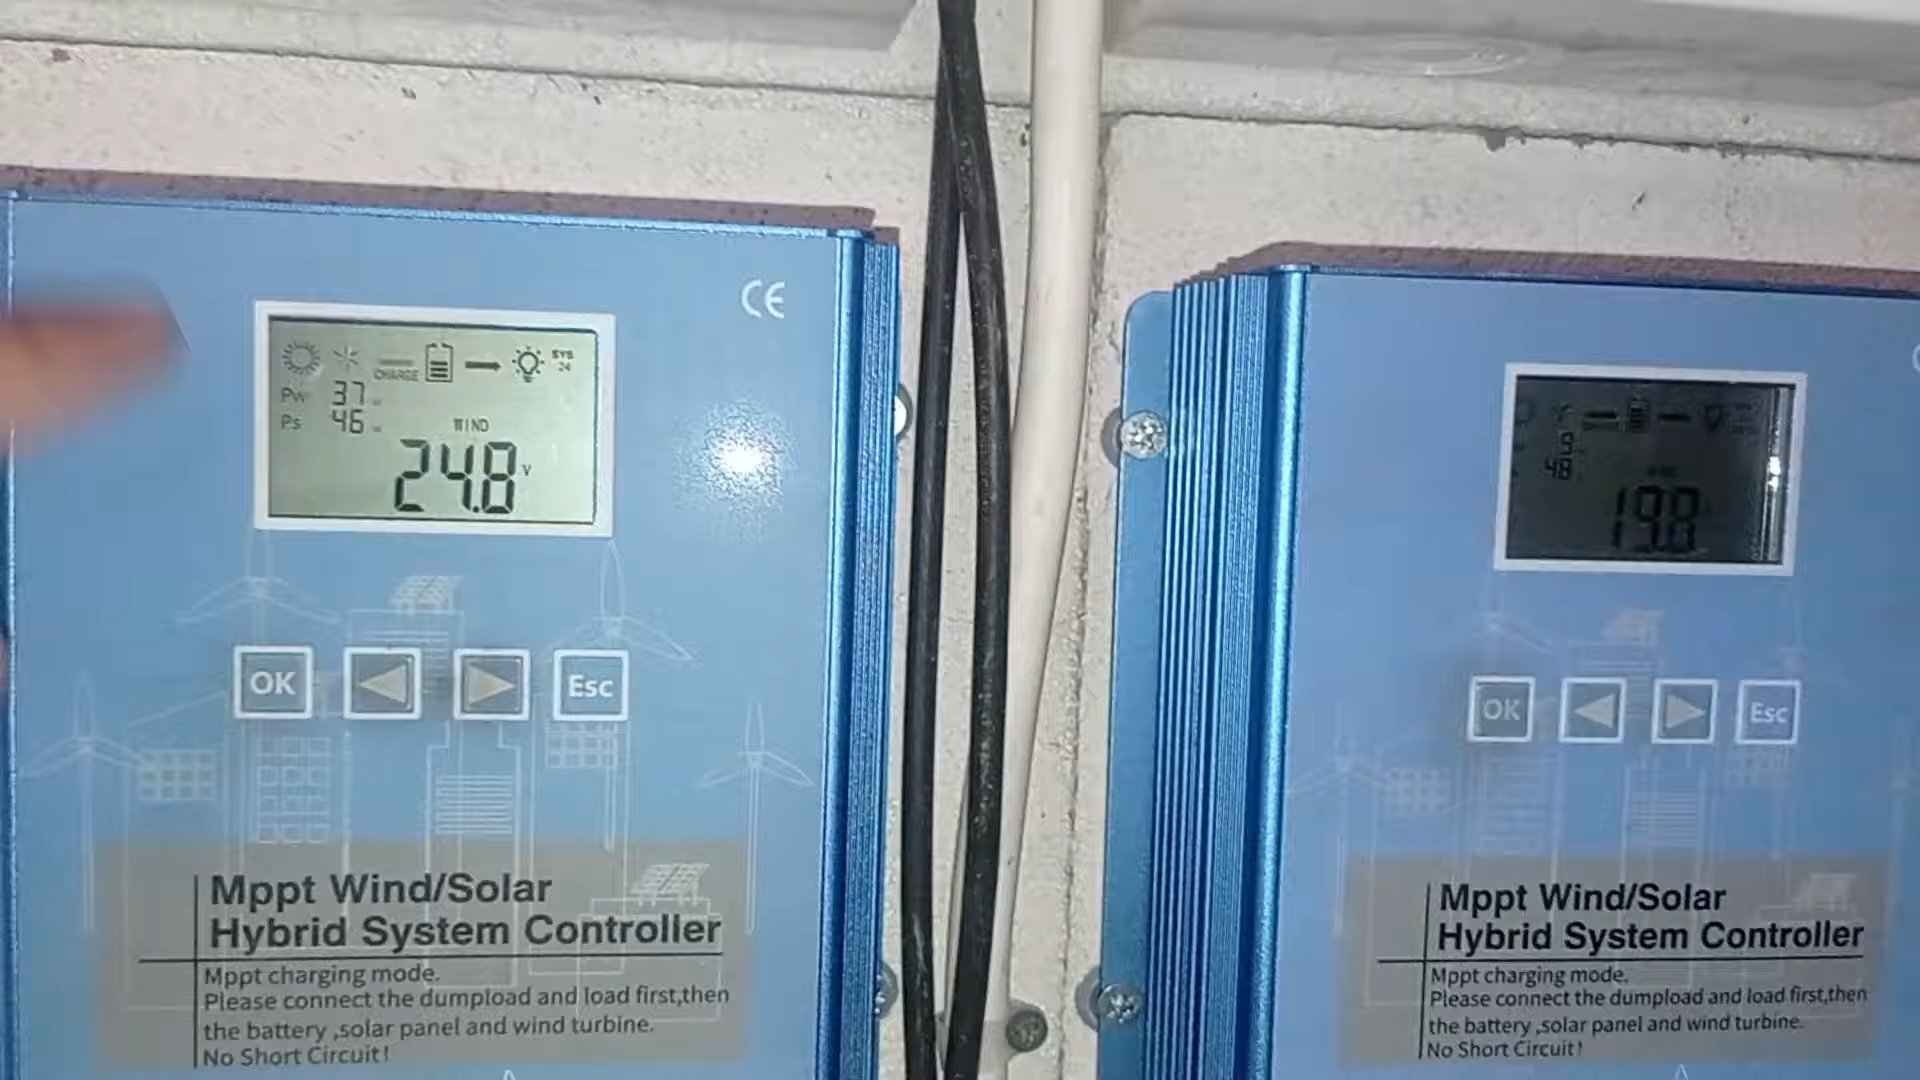 CE
SYS
24
CHARGE
Pw 37
Ps 46
WIND
24.8 V
OK
Esc
Mppt Wind/Solar
Hybrid System Controller
Mppt charging mode.
Please connect the dumpload and load first,then
the battery ,solar panel and wind turbine.
No Short Circuit!
9
48
19.8
OK
Esc
Mppt Wind/Solar
Hybrid System Controller
Mppt charging mode.
Please connect the dumpload and load first,then
the battery ,solar panel and wind turbine.
No Short Circuit!